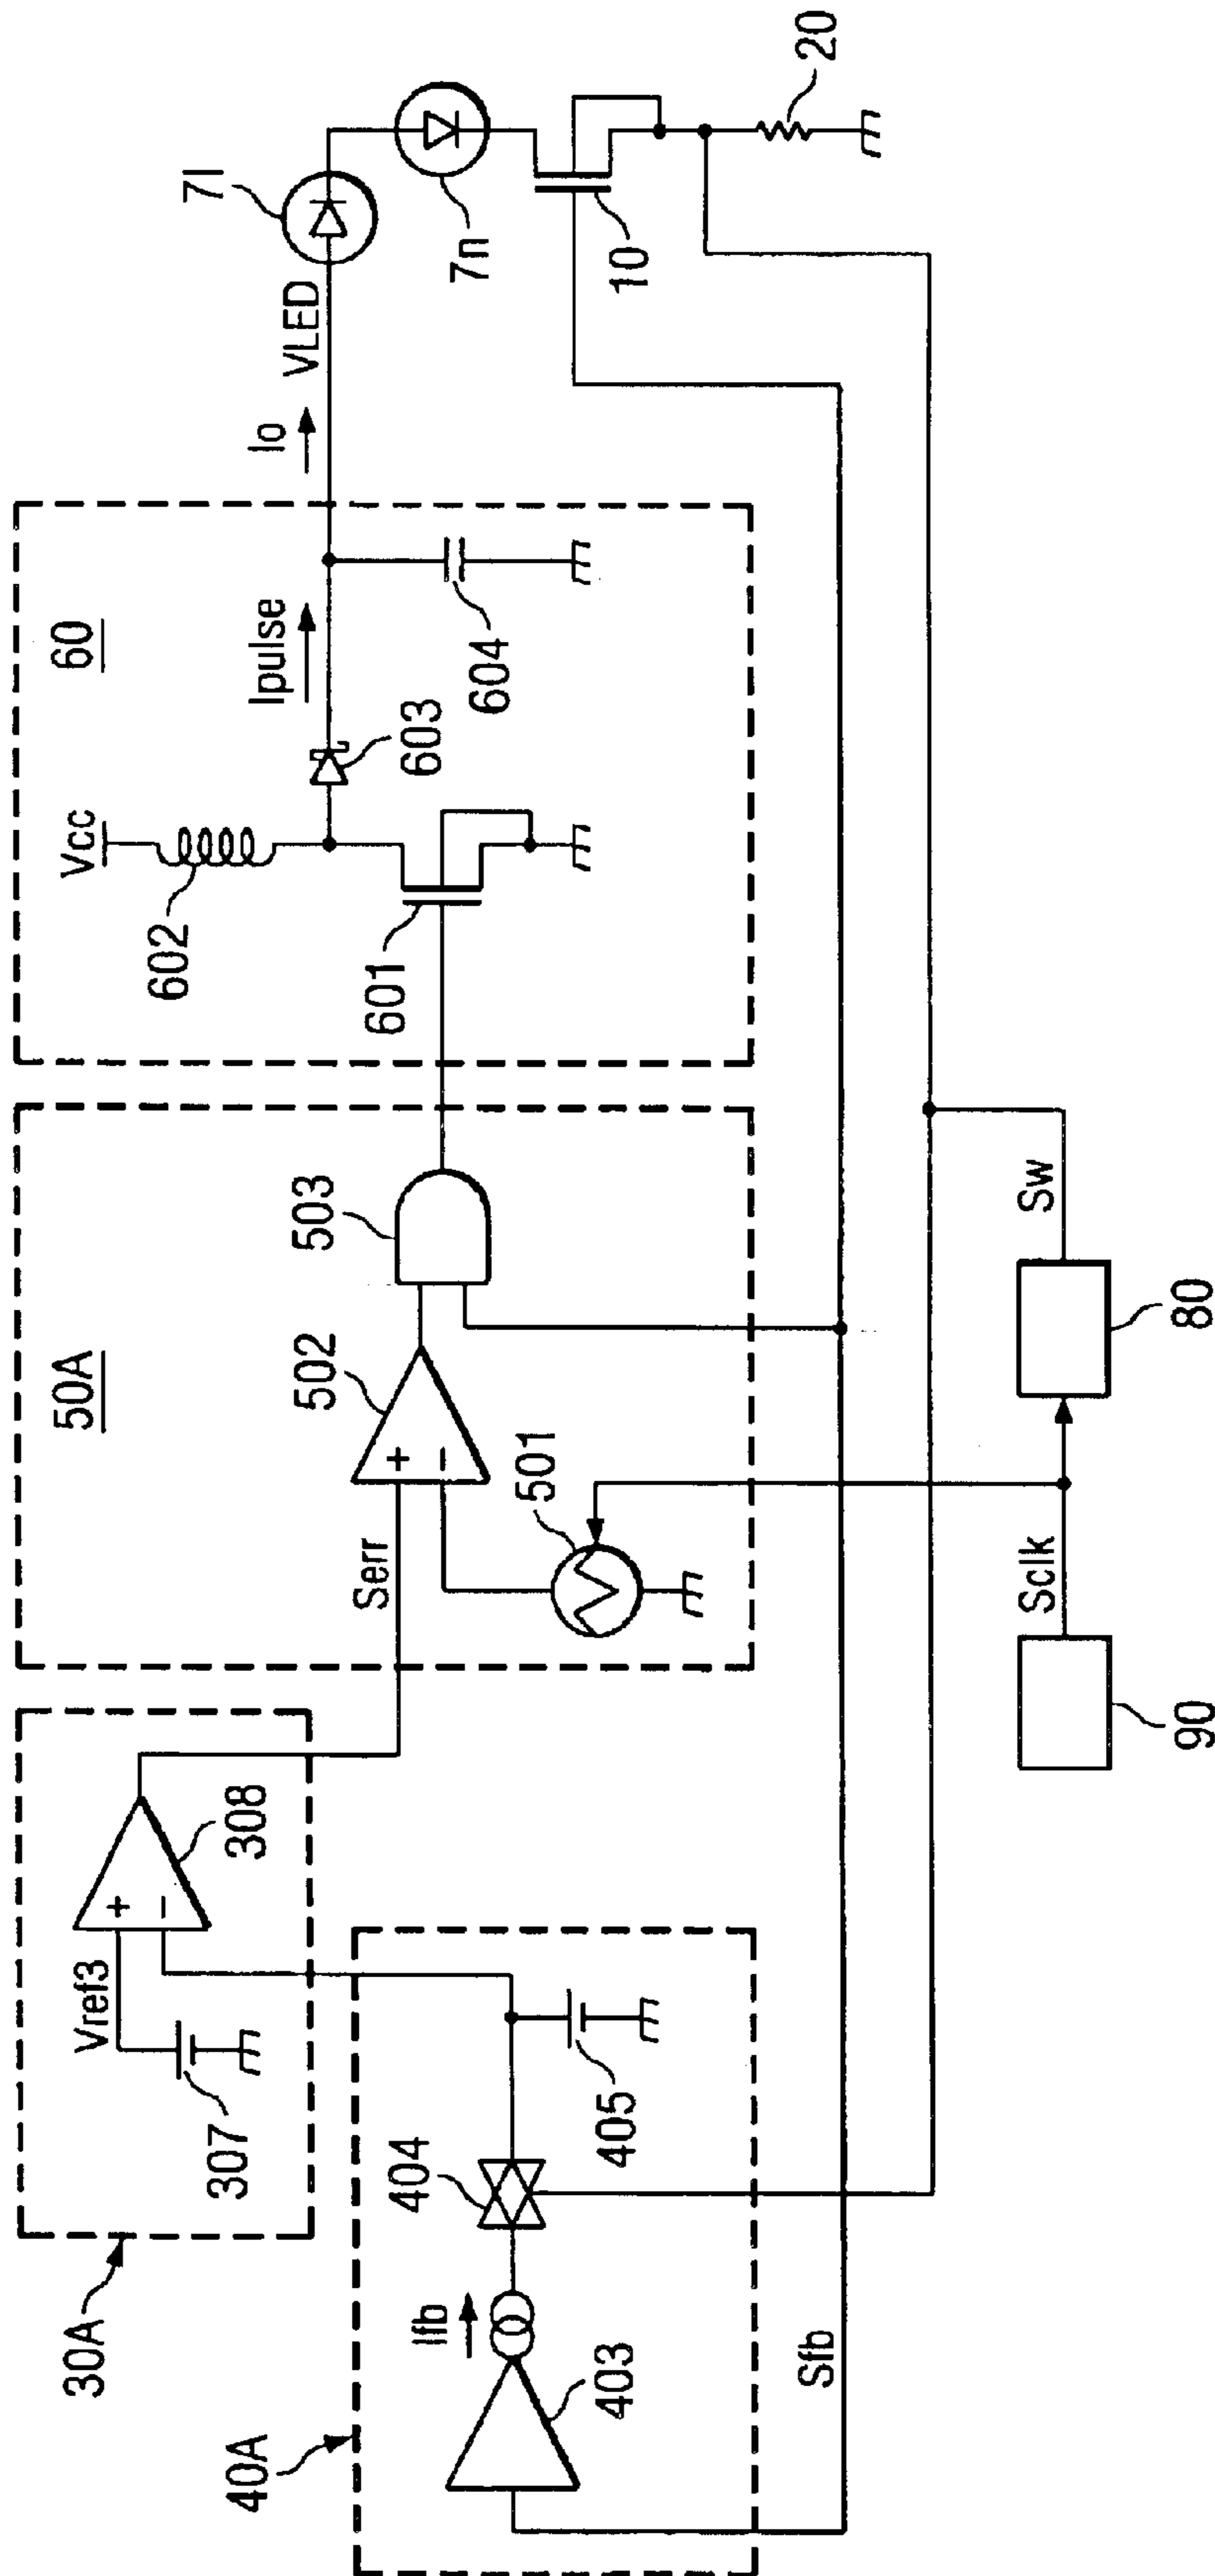 30A
307
Vref3
308
40A
Ifb
403
404
405
Sfb
50A
Serr
501
502
503
60
Vcc
602
601
603
Ipulse
604
Io
VLED
71
7n
10
20
90
Sclk
80
Sw
+
−
+
−